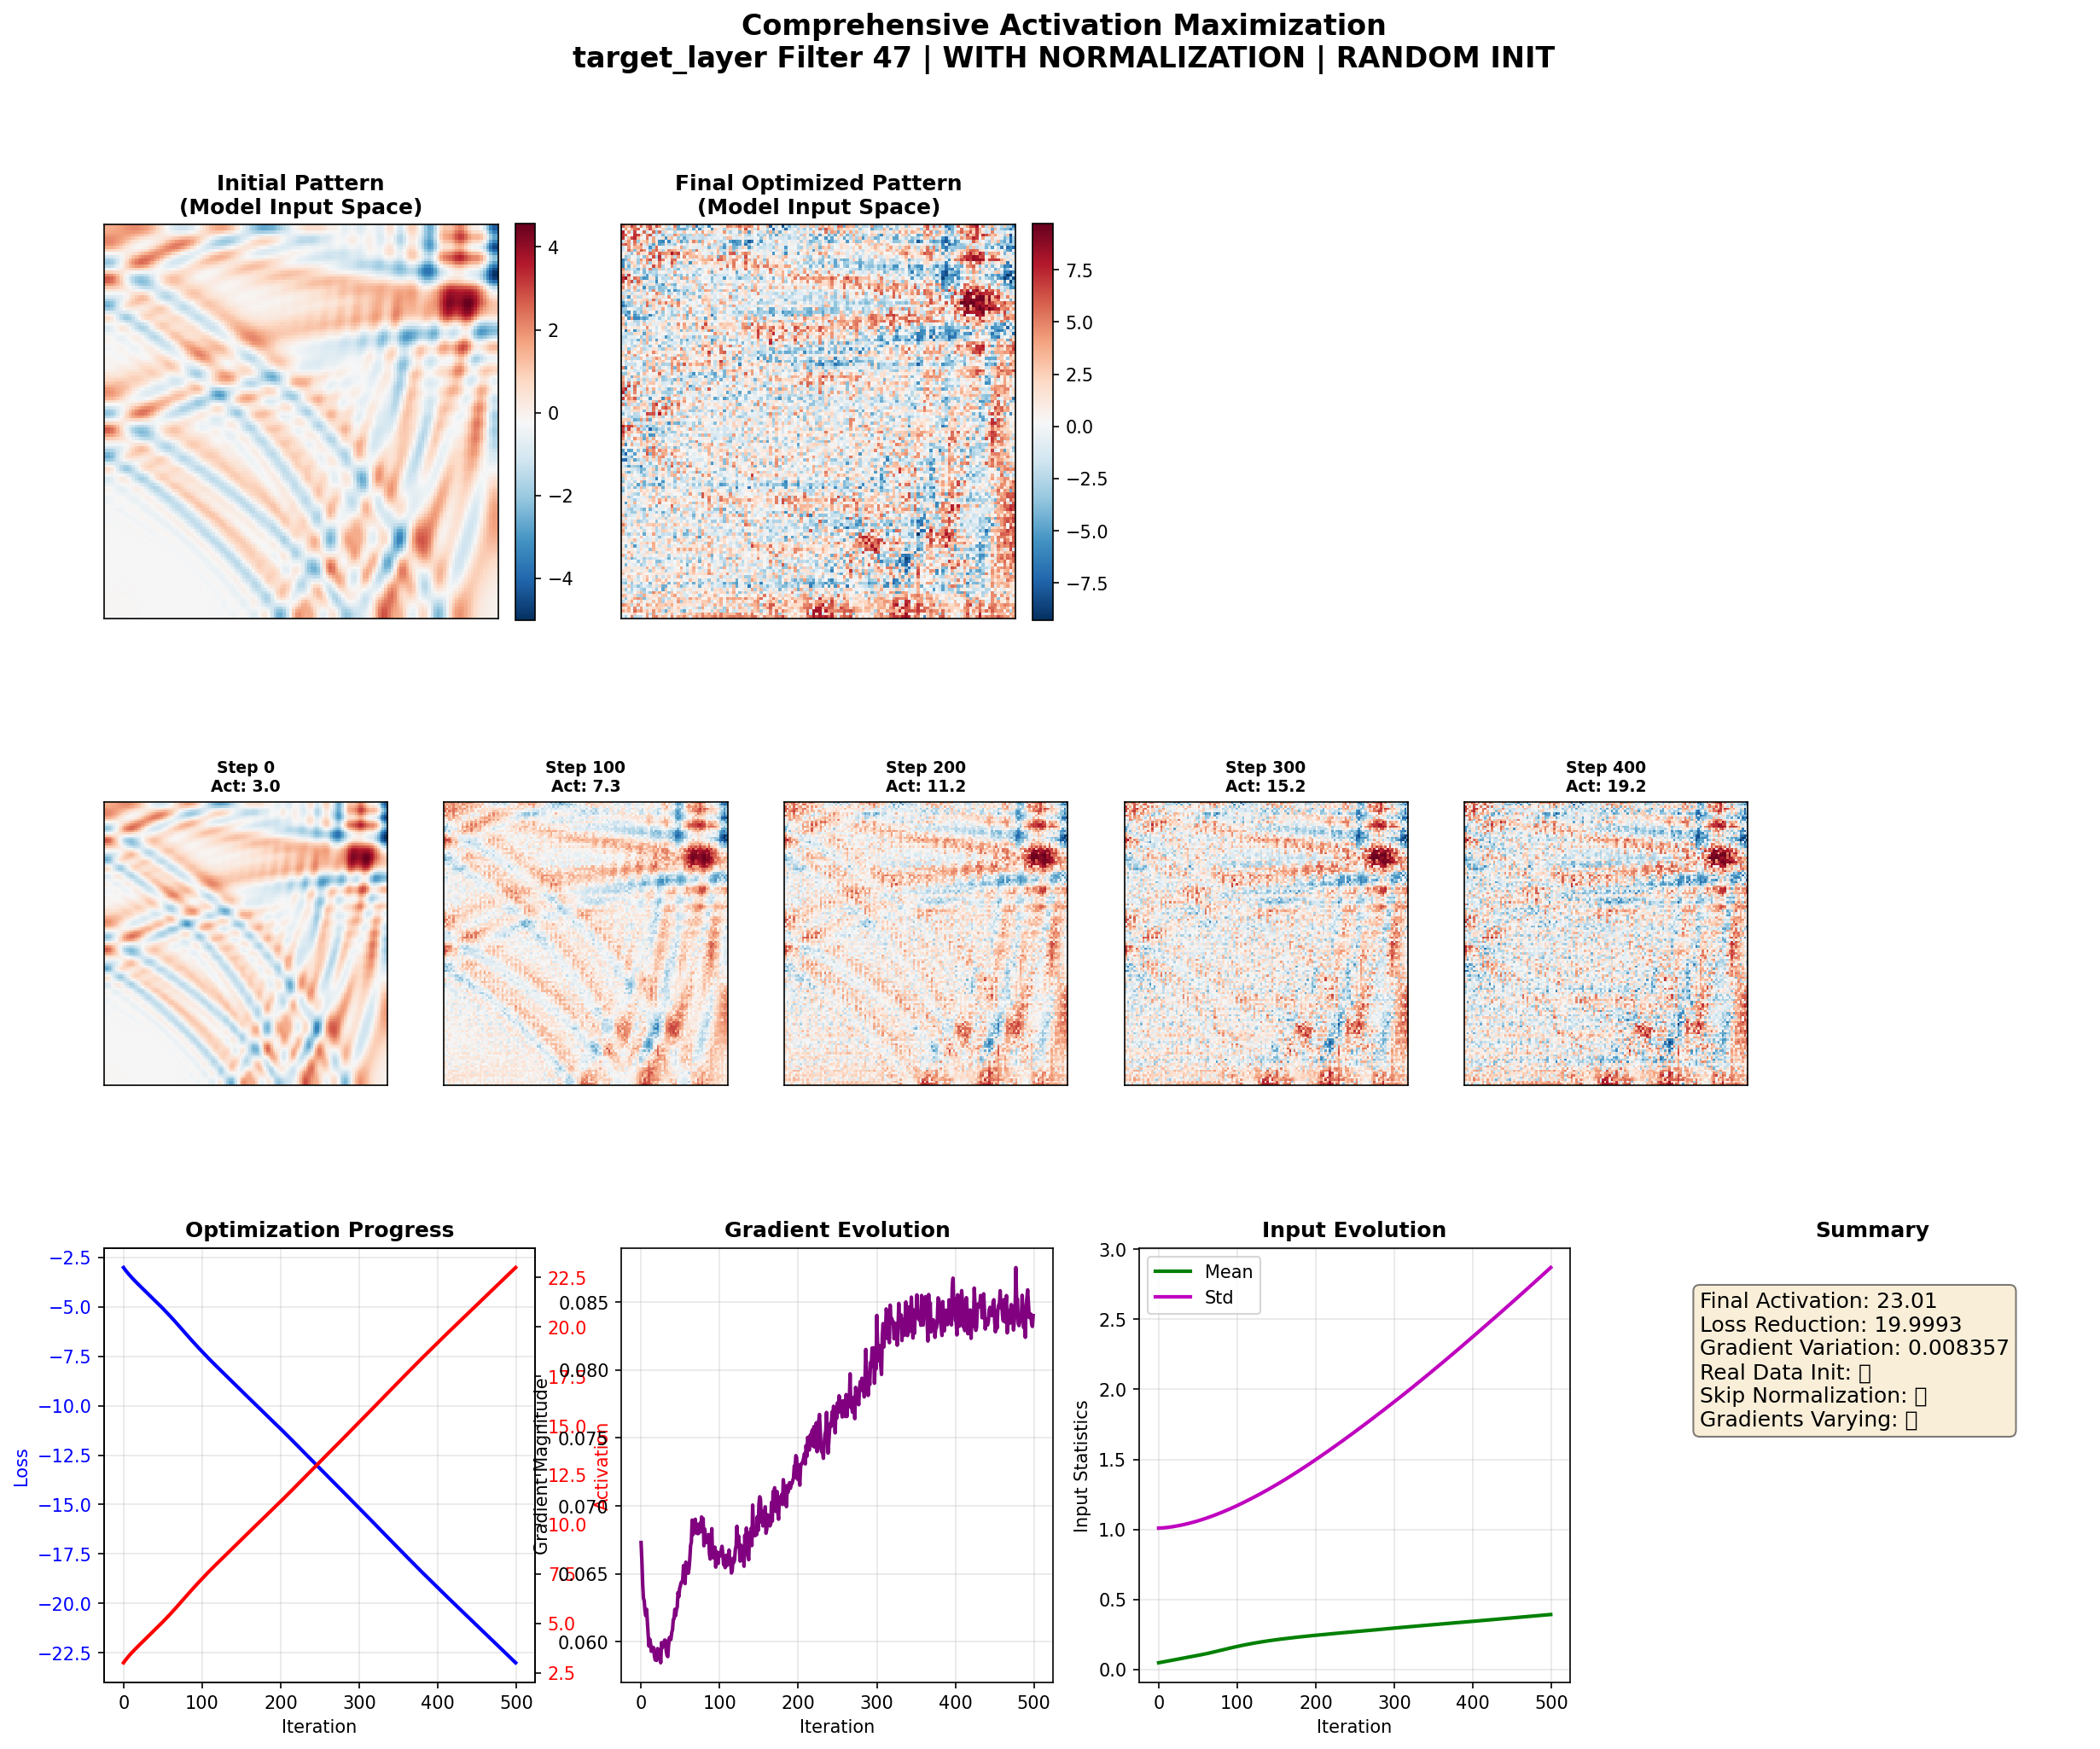 Comprehensive Activation Maximization
target_layer Filter 47 | WITH NORMALIZATION | RANDOM INIT
Initial Pattern
(Model Input Space)
4
2
0
−2
−4
Final Optimized Pattern
(Model Input Space)
7.5
5.0
2.5
0.0
−2.5
−5.0
−7.5
Step 0
Act: 3.0
Step 100
Act: 7.3
Step 200
Act: 11.2
Step 300
Act: 15.2
Step 400
Act: 19.2
Optimization Progress
Loss
−2.5
−5.0
−7.5
−10.0
−12.5
−15.0
−17.5
−20.0
−22.5
0 100 200 300 400 500
Iteration
22.5
20.0
17.5
15.0
12.5
10.0
7.5
5.0
2.5
Activation
Gradient Evolution
Gradient Magnitude
0.085
0.080
0.075
0.070
0.065
0.060
0 100 200 300 400 500
Iteration
Input Evolution
Input Statistics
3.0
2.5
2.0
1.5
1.0
0.5
0.0
Mean
Std
0 100 200 300 400 500
Iteration
Summary
Final Activation: 23.01
Loss Reduction: 19.9993
Gradient Variation: 0.008357
Real Data Init:
Skip Normalization:
Gradients Varying: